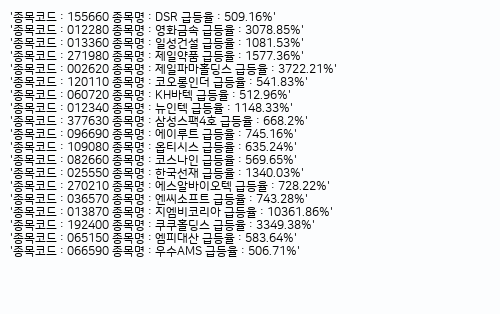 '종목코드 : 155660 종목명 : DSR 급등율 : 509.16%'
'종목코드 : 012280 종목명 : 영화금속 급등율 : 3078.85%'
'종목코드 : 013360 종목명 : 일성건설 급등율 : 1081.53%'
'종목코드 : 271980 종목명 : 제일약품 급등율 : 1577.36%'
'종목코드 : 002620 종목명 : 제일파마홀딩스 급등율 : 3722.21%'
'종목코드 : 120110 종목명 : 코오롱인더 급등율 : 541.83%'
'종목코드 : 060720 종목명 : KH바텍 급등율 : 512.96%'
'종목코드 : 012340 종목명 : 뉴인텍 급등율 : 1148.33%'
'종목코드 : 377630 종목명 : 삼성스팩4호 급등율 : 668.2%'
'종목코드 : 096690 종목명 : 에이루트 급등율 : 745.16%'
'종목코드 : 109080 종목명 : 옵티시스 급등율 : 635.24%'
'종목코드 : 082660 종목명 : 코스나인 급등율 : 569.65%'
'종목코드 : 025550 종목명 : 한국선재 급등율 : 1340.03%'
'종목코드 : 270210 종목명 : 에스알바이오텍 급등율 : 728.22%'
'종목코드 : 036570 종목명 : 엔씨소프트 급등율 : 743.28%'
'종목코드 : 013870 종목명 : 지엠비코리아 급등율 : 10361.86%'
'종목코드 : 192400 종목명 : 쿠쿠홀딩스 급등율 : 3349.38%'
'종목코드 : 065150 종목명 : 엠피대산 급등율 : 583.64%'
'종목코드 : 066590 종목명 : 우수AMS 급등율 : 506.71%'